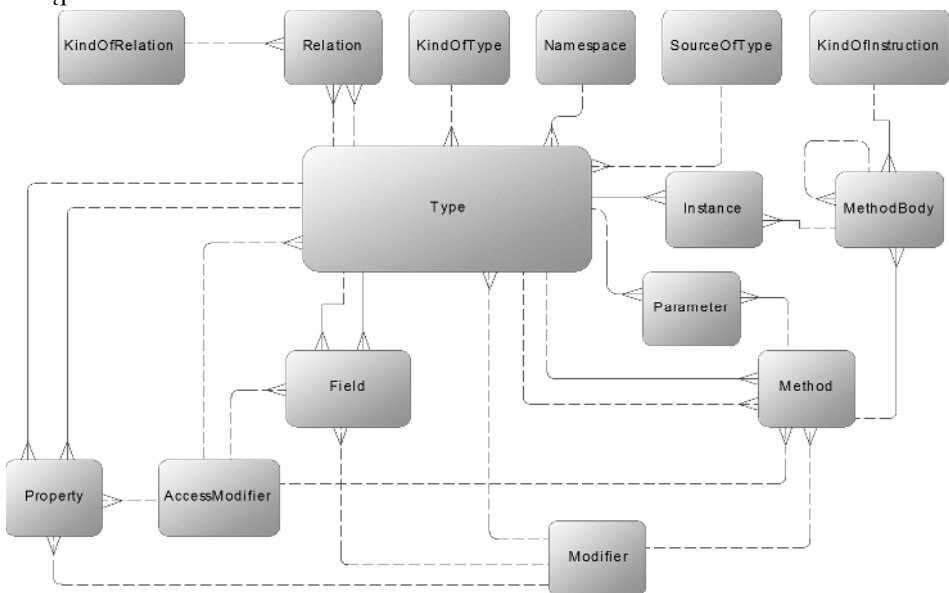 KindOfRelation
Relation
KindOfType
Namespace
SourceOfType
KindOfInstruction
Type
Instance
MethodBody
Parameter
Field
Method
Property
AccessModifier
Modifier